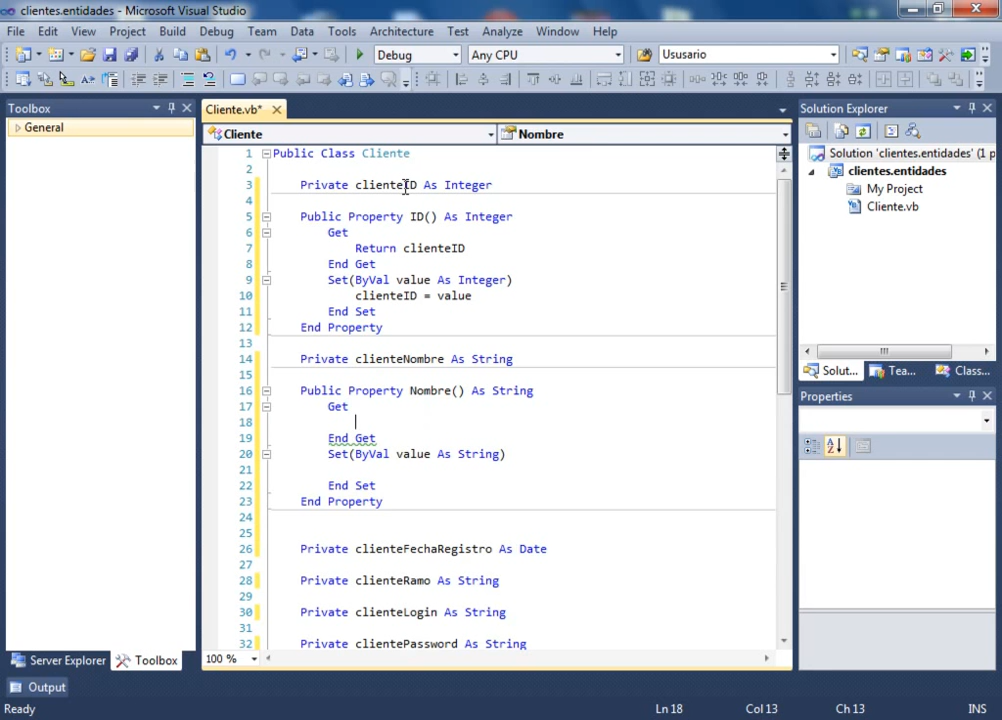 clientes.entidades - Microsoft Visual Studio
File Edit View Project Build Debug Team Data Tools Architecture Test Analyze Window Help
Debug Any CPU Ususario
Toolbox
General
Cliente.vb*
Cliente Nombre
1 Public Class Cliente
2
3 Private clienteID As Integer
4
5 Public Property ID() As Integer
6 Get
7 Return clienteID
8 End Get
9 Set(ByVal value As Integer)
10 clienteID = value
11 End Set
12 End Property
13
14 Private clienteNombre As String
15
16 Public Property Nombre() As String
17 Get
18
19 End Get
20 Set(ByVal value As String)
21
22 End Set
23 End Property
24
25
26 Private clienteFechaRegistro As Date
27
28 Private clienteRamo As String
29
30 Private clienteLogin As String
31
32 Private clientePassword As String
100 %
Solution Explorer
Solution 'clientes.entidades' (1 p
clientes.entidades
My Project
Cliente.vb
Solut... Tea... Class...
Properties
Server Explorer Toolbox
Output
Ready Ln 18 Col 13 Ch 13 INS